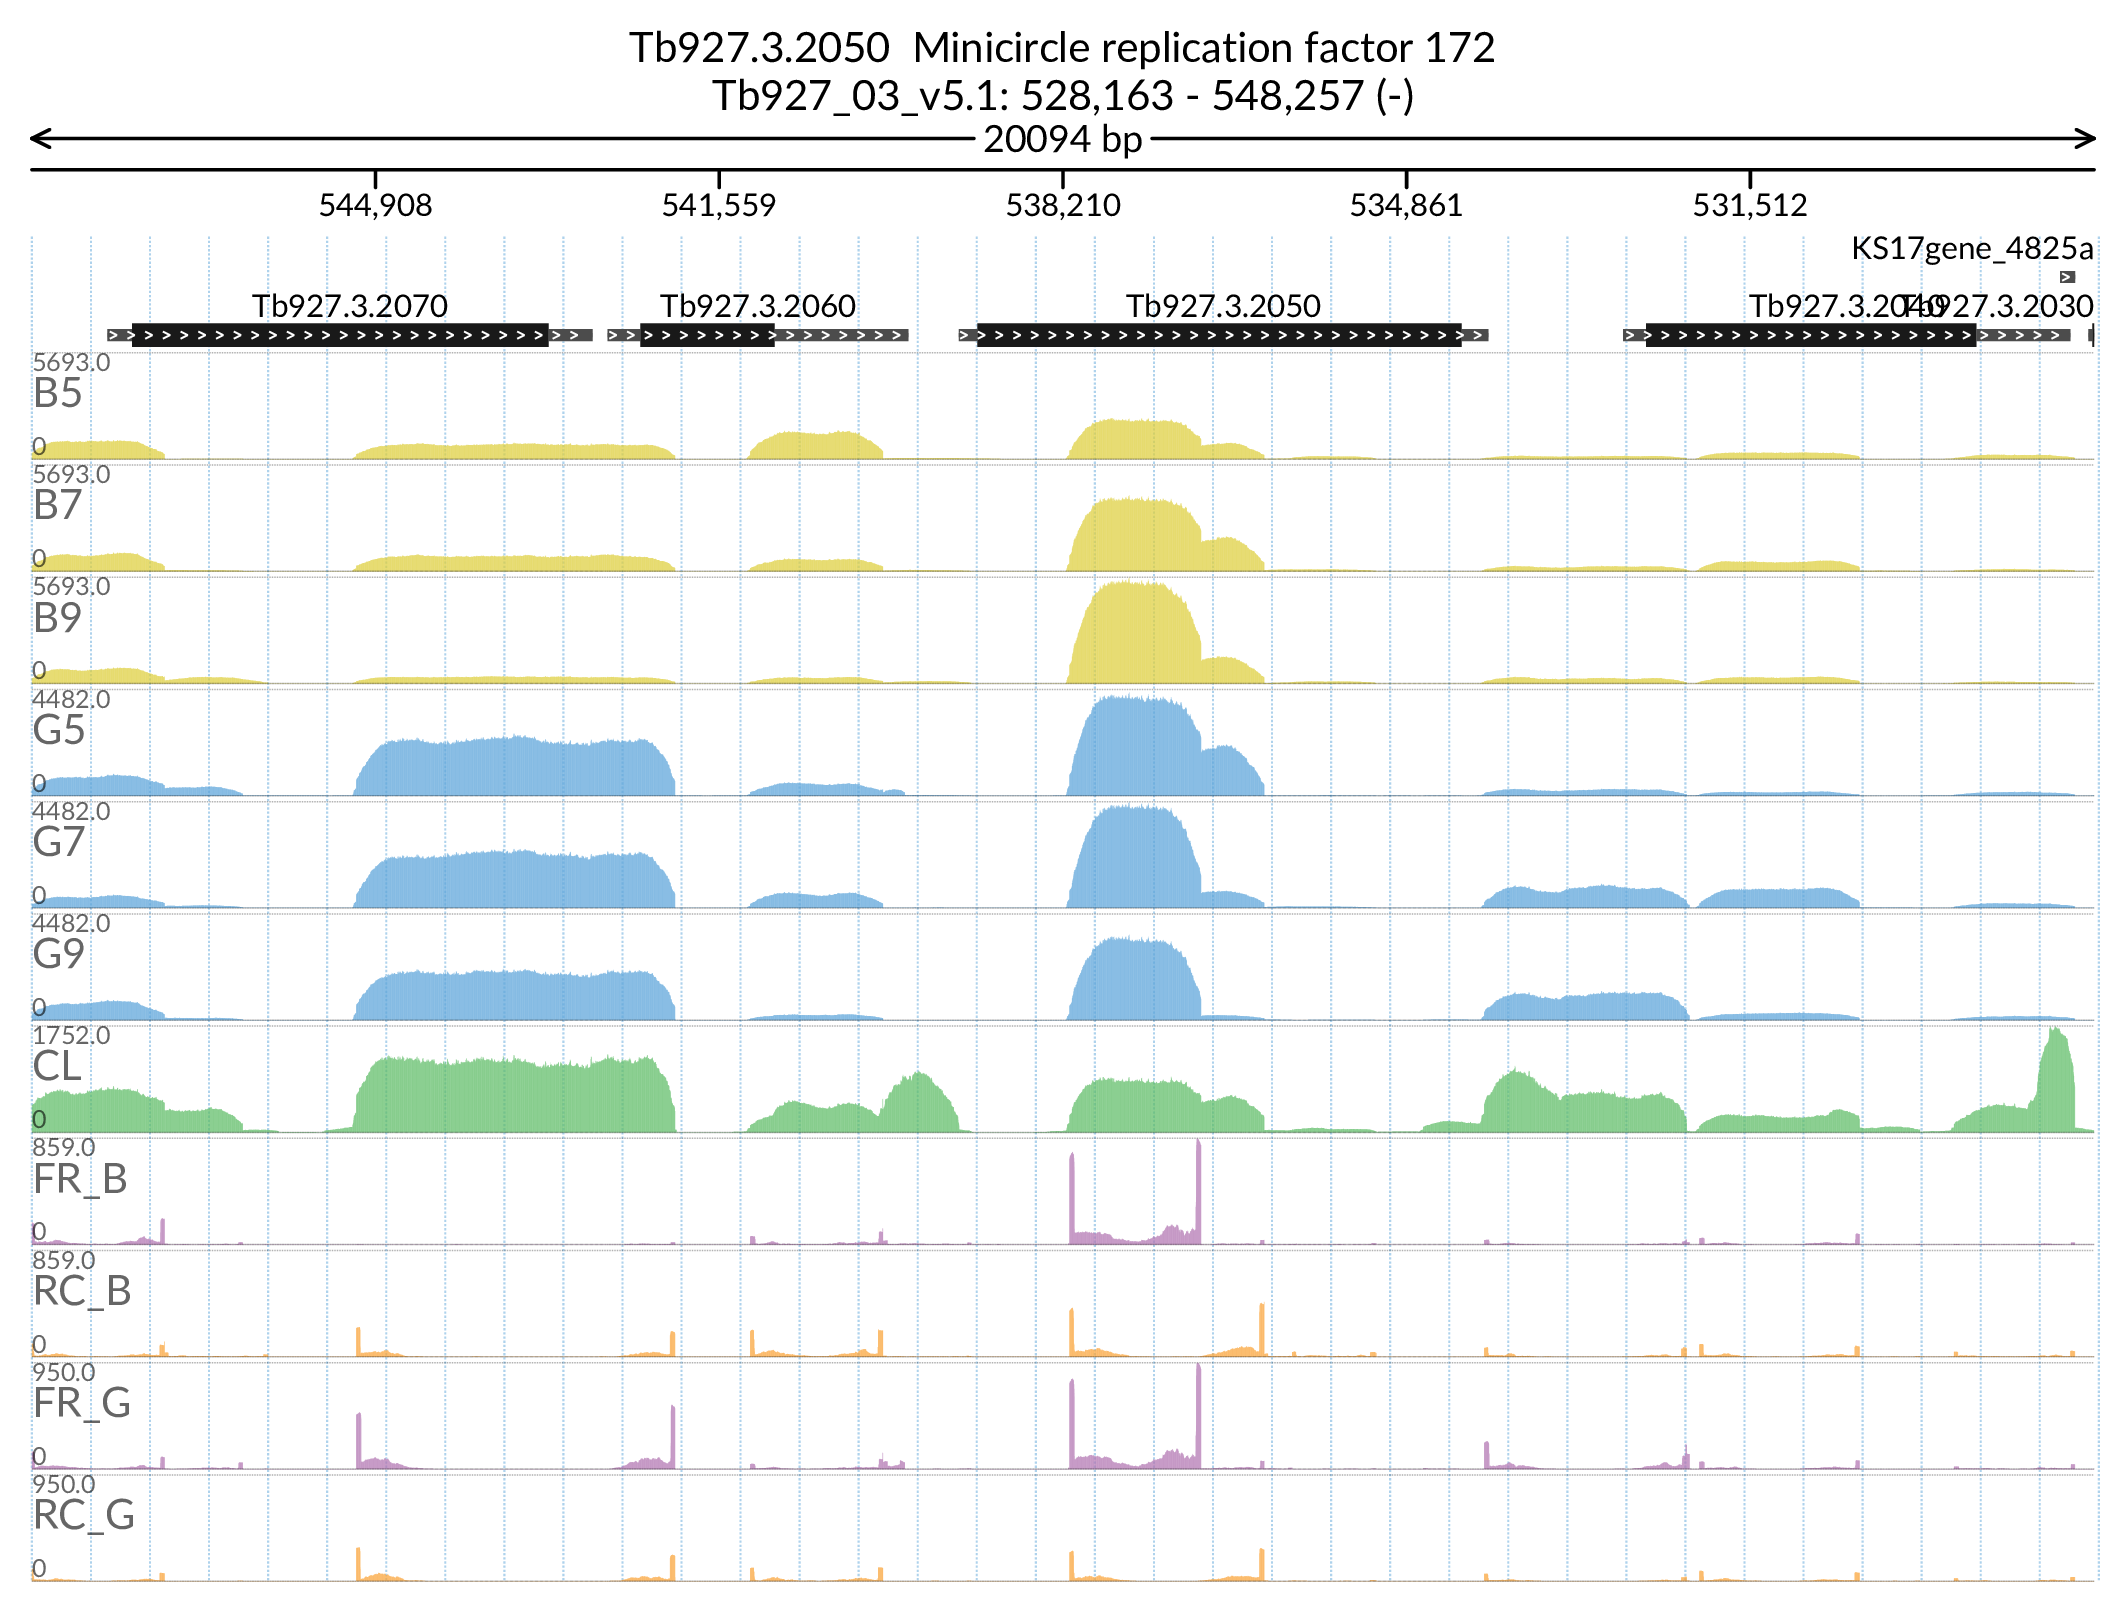 Tb927.3.2050  Minicircle replication factor 172
Tb927_03_v5.1: 528,163 - 548,257 (-)
20094 bp
544,908 541,559 538,210 534,861 531,512
KS17gene_4825a
Tb927.3.2070 Tb927.3.2060 Tb927.3.2050 Tb927.3.2040 Tb927.3.2030
5693.0
B5
0
5693.0
B7
0
5693.0
B9
0
4482.0
G5
0
4482.0
G7
0
4482.0
G9
0
1752.0
CL
0
859.0
FR_B
0
859.0
RC_B
0
950.0
FR_G
0
950.0
RC_G
0